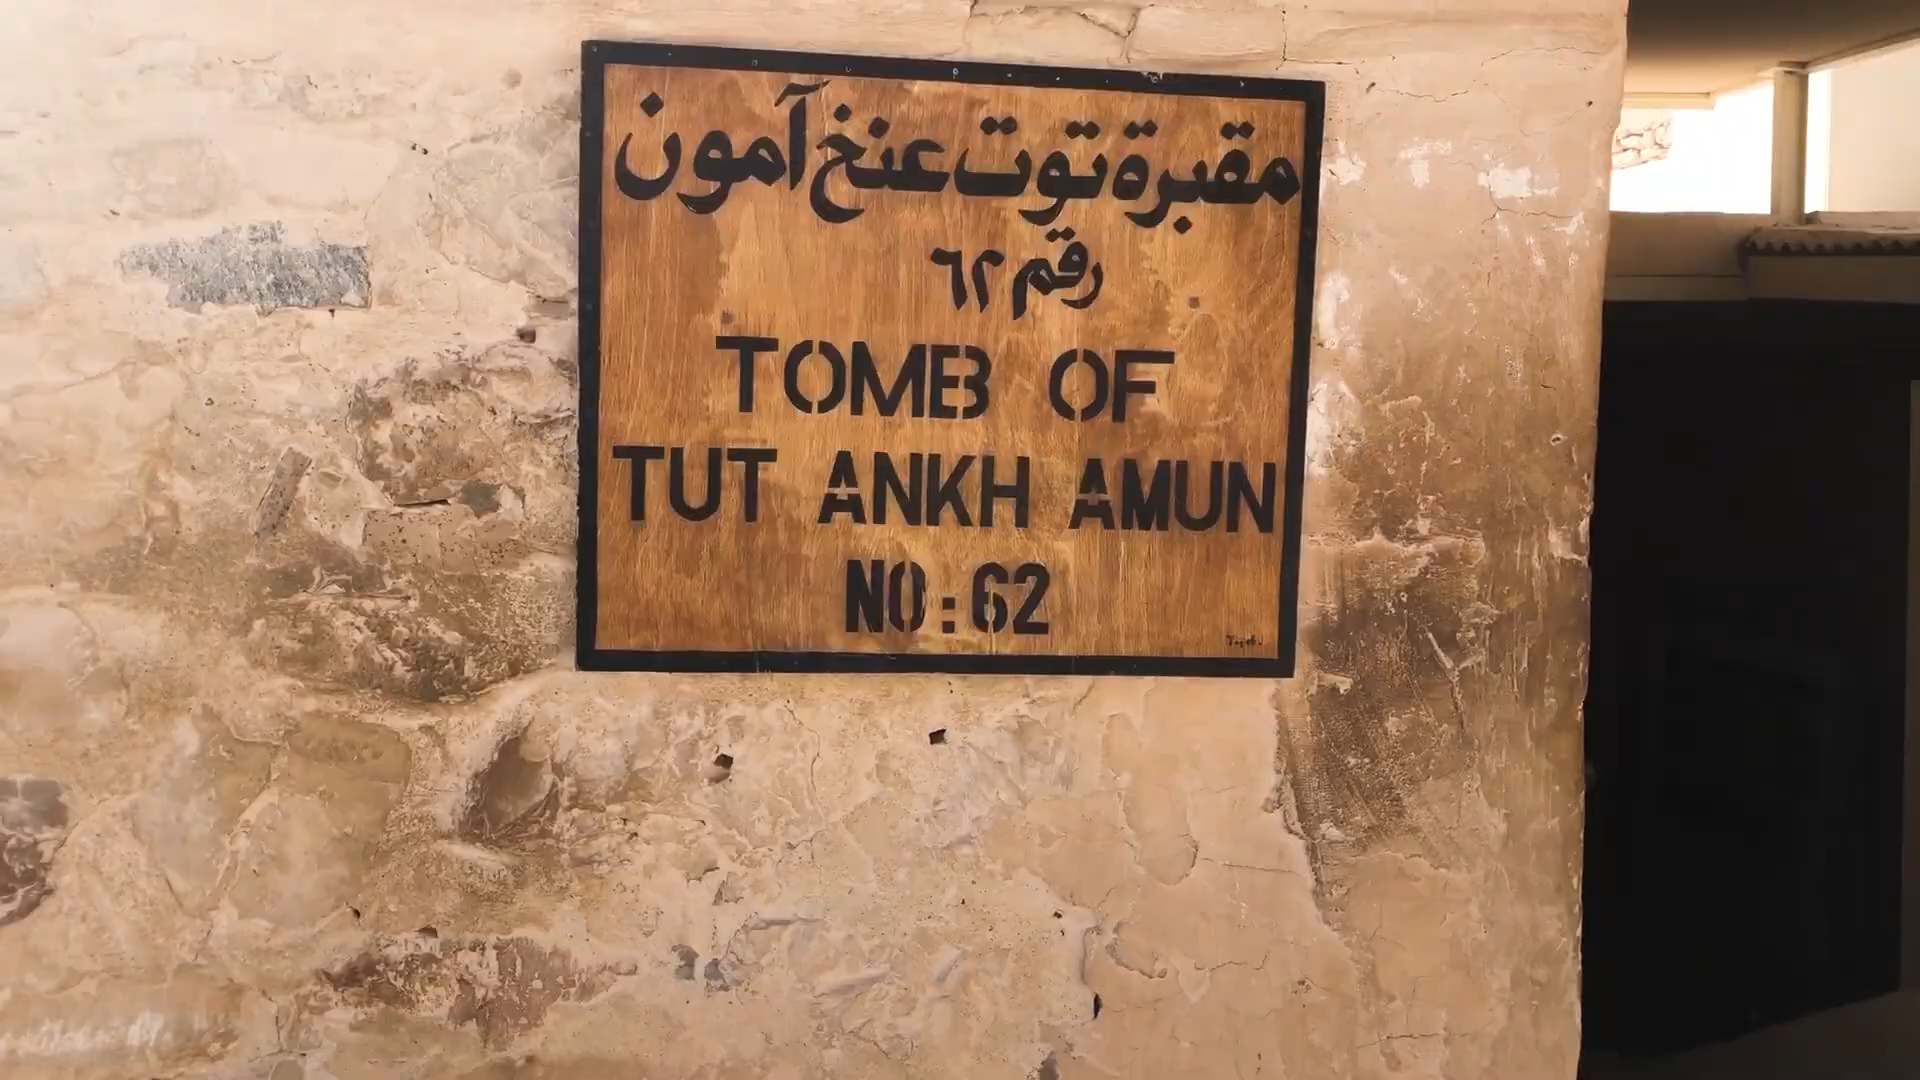 مقبرة توت عنخ آمون
رقم ٦٢
TOMB OF
TUT ANKH AMUN
NO : 62